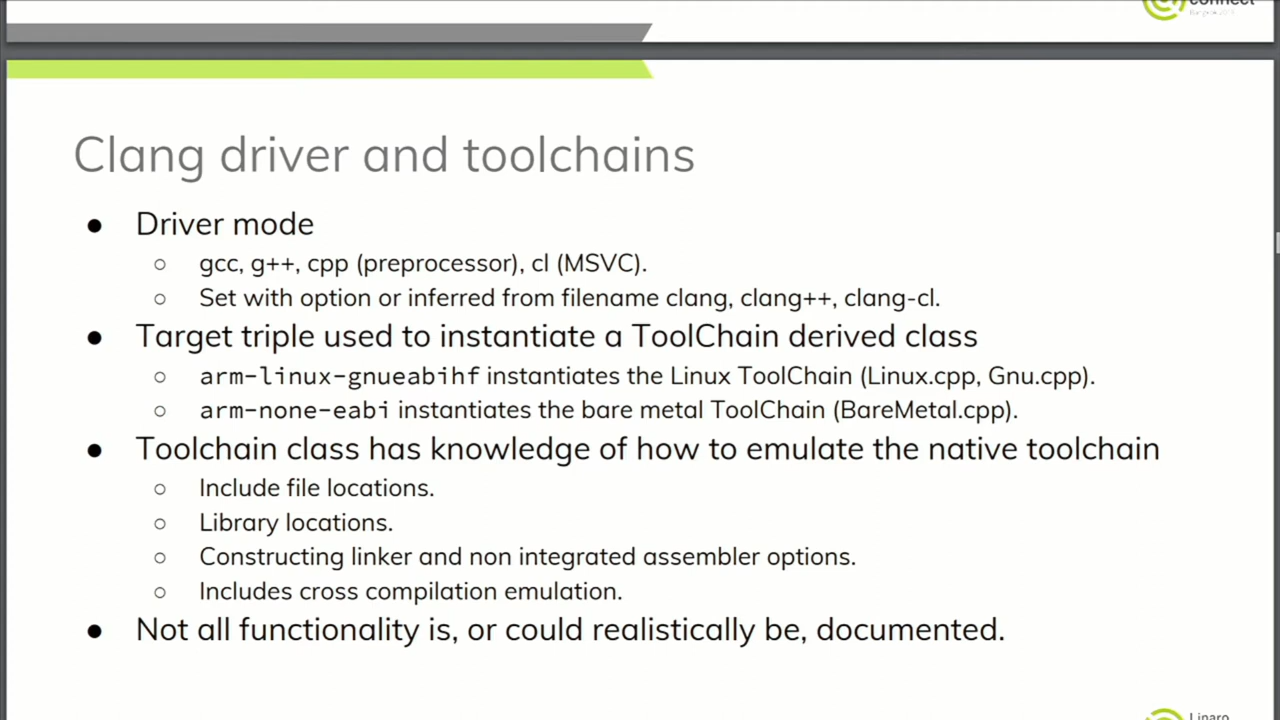 connect
Clang driver and toolchains
● Driver mode
○ gcc, g++, cpp (preprocessor), cl (MSVC).
○ Set with option or inferred from filename clang, clang++, clang-cl.
● Target triple used to instantiate a ToolChain derived class
○ arm-linux-gnueabihf instantiates the Linux ToolChain (Linux.cpp, Gnu.cpp).
○ arm-none-eabi instantiates the bare metal ToolChain (BareMetal.cpp).
● Toolchain class has knowledge of how to emulate the native toolchain
○ Include file locations.
○ Library locations.
○ Constructing linker and non integrated assembler options.
○ Includes cross compilation emulation.
● Not all functionality is, or could realistically be, documented.
Linaro